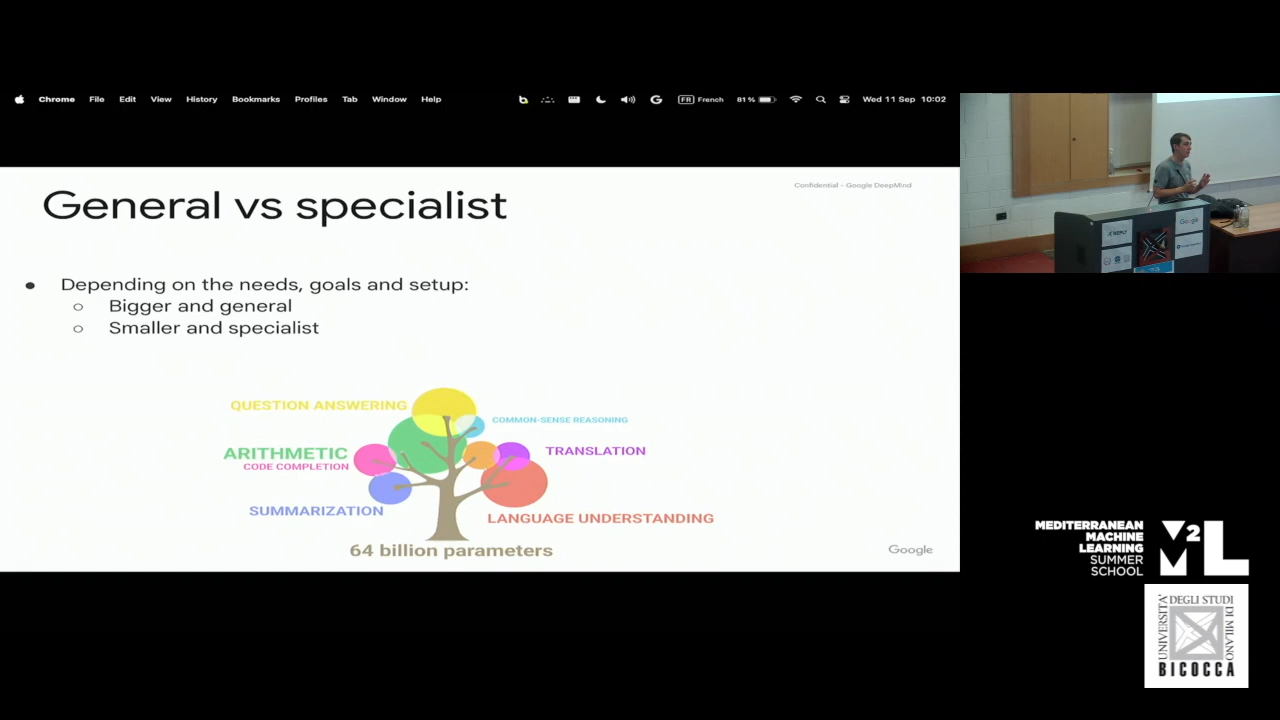 Chrome File Edit View History Bookmarks Profiles Tab Window Help FR French 81% Wed 11 Sep 10:02
Confidential - Google DeepMind
General vs specialist
● Depending on the needs, goals and setup:
○ Bigger and general
○ Smaller and specialist
QUESTION ANSWERING
COMMON-SENSE REASONING
ARITHMETIC
TRANSLATION
CODE COMPLETION
SUMMARIZATION
LANGUAGE UNDERSTANDING
64 billion parameters
Google
Google
MEDITERRANEAN
MACHINE
LEARNING
SUMMER
SCHOOL
M2L
UNIVERSITA'
DEGLI STUDI
DI MILANO
BICOCCA